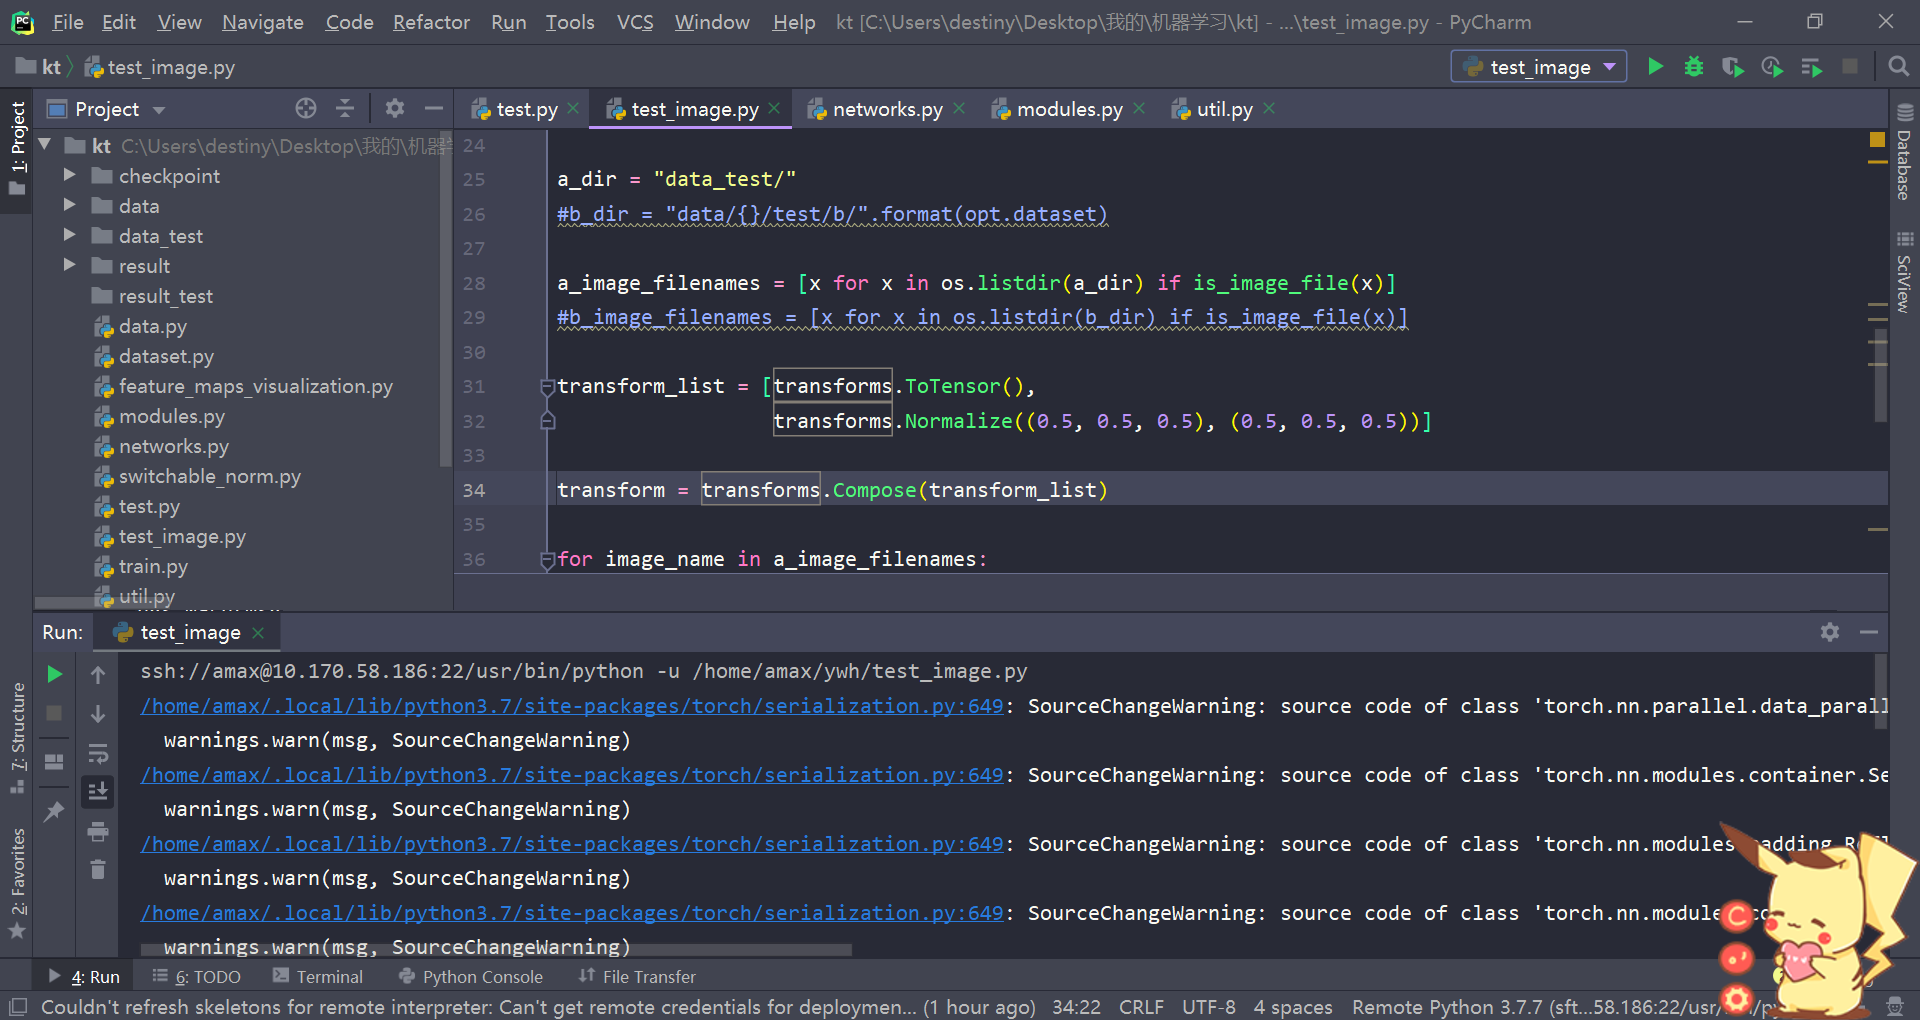 File Edit View Navigate Code Refactor Run Tools VCS Window Help kt [C:\Users\destiny\Desktop\我的\机器学习\kt] - ...\test_image.py - PyCharm
kt test_image.py
test_image
1: Project
Project
test.py test_image.py networks.py modules.py util.py
kt C:\Users\destiny\Desktop\我的\机器
checkpoint
data
data_test
result
result_test
data.py
dataset.py
feature_maps_visualization.py
modules.py
networks.py
switchable_norm.py
test.py
test_image.py
train.py
util.py
24
25 a_dir = "data_test/"
26 #b_dir = "data/{}/test/b/".format(opt.dataset)
27
28 a_image_filenames = [x for x in os.listdir(a_dir) if is_image_file(x)]
29 #b_image_filenames = [x for x in os.listdir(b_dir) if is_image_file(x)]
30
31 transform_list = [transforms.ToTensor(),
32 transforms.Normalize((0.5, 0.5, 0.5), (0.5, 0.5, 0.5))]
33
34 transform = transforms.Compose(transform_list)
35
36 for image_name in a_image_filenames:
Database
SciView
Run: test_image
ssh://amax@10.170.58.186:22/usr/bin/python -u /home/amax/ywh/test_image.py
/home/amax/.local/lib/python3.7/site-packages/torch/serialization.py:649: SourceChangeWarning: source code of class 'torch.nn.parallel.data_parall
warnings.warn(msg, SourceChangeWarning)
/home/amax/.local/lib/python3.7/site-packages/torch/serialization.py:649: SourceChangeWarning: source code of class 'torch.nn.modules.container.Se
warnings.warn(msg, SourceChangeWarning)
/home/amax/.local/lib/python3.7/site-packages/torch/serialization.py:649: SourceChangeWarning: source code of class 'torch.nn.modules
warnings.warn(msg, SourceChangeWarning)
/home/amax/.local/lib/python3.7/site-packages/torch/serialization.py:649: SourceChangeWarning: source code of class 'torch.nn.module
warnings.warn(msg, SourceChangeWarning)
7: Structure
2: Favorites
4: Run 6: TODO Terminal Python Console File Transfer
Couldn't refresh skeletons for remote interpreter: Can't get remote credentials for deploymen... (1 hour ago) 34:22 CRLF UTF-8 4 spaces Remote Python 3.7.7 (sft...58.186:22/usr/